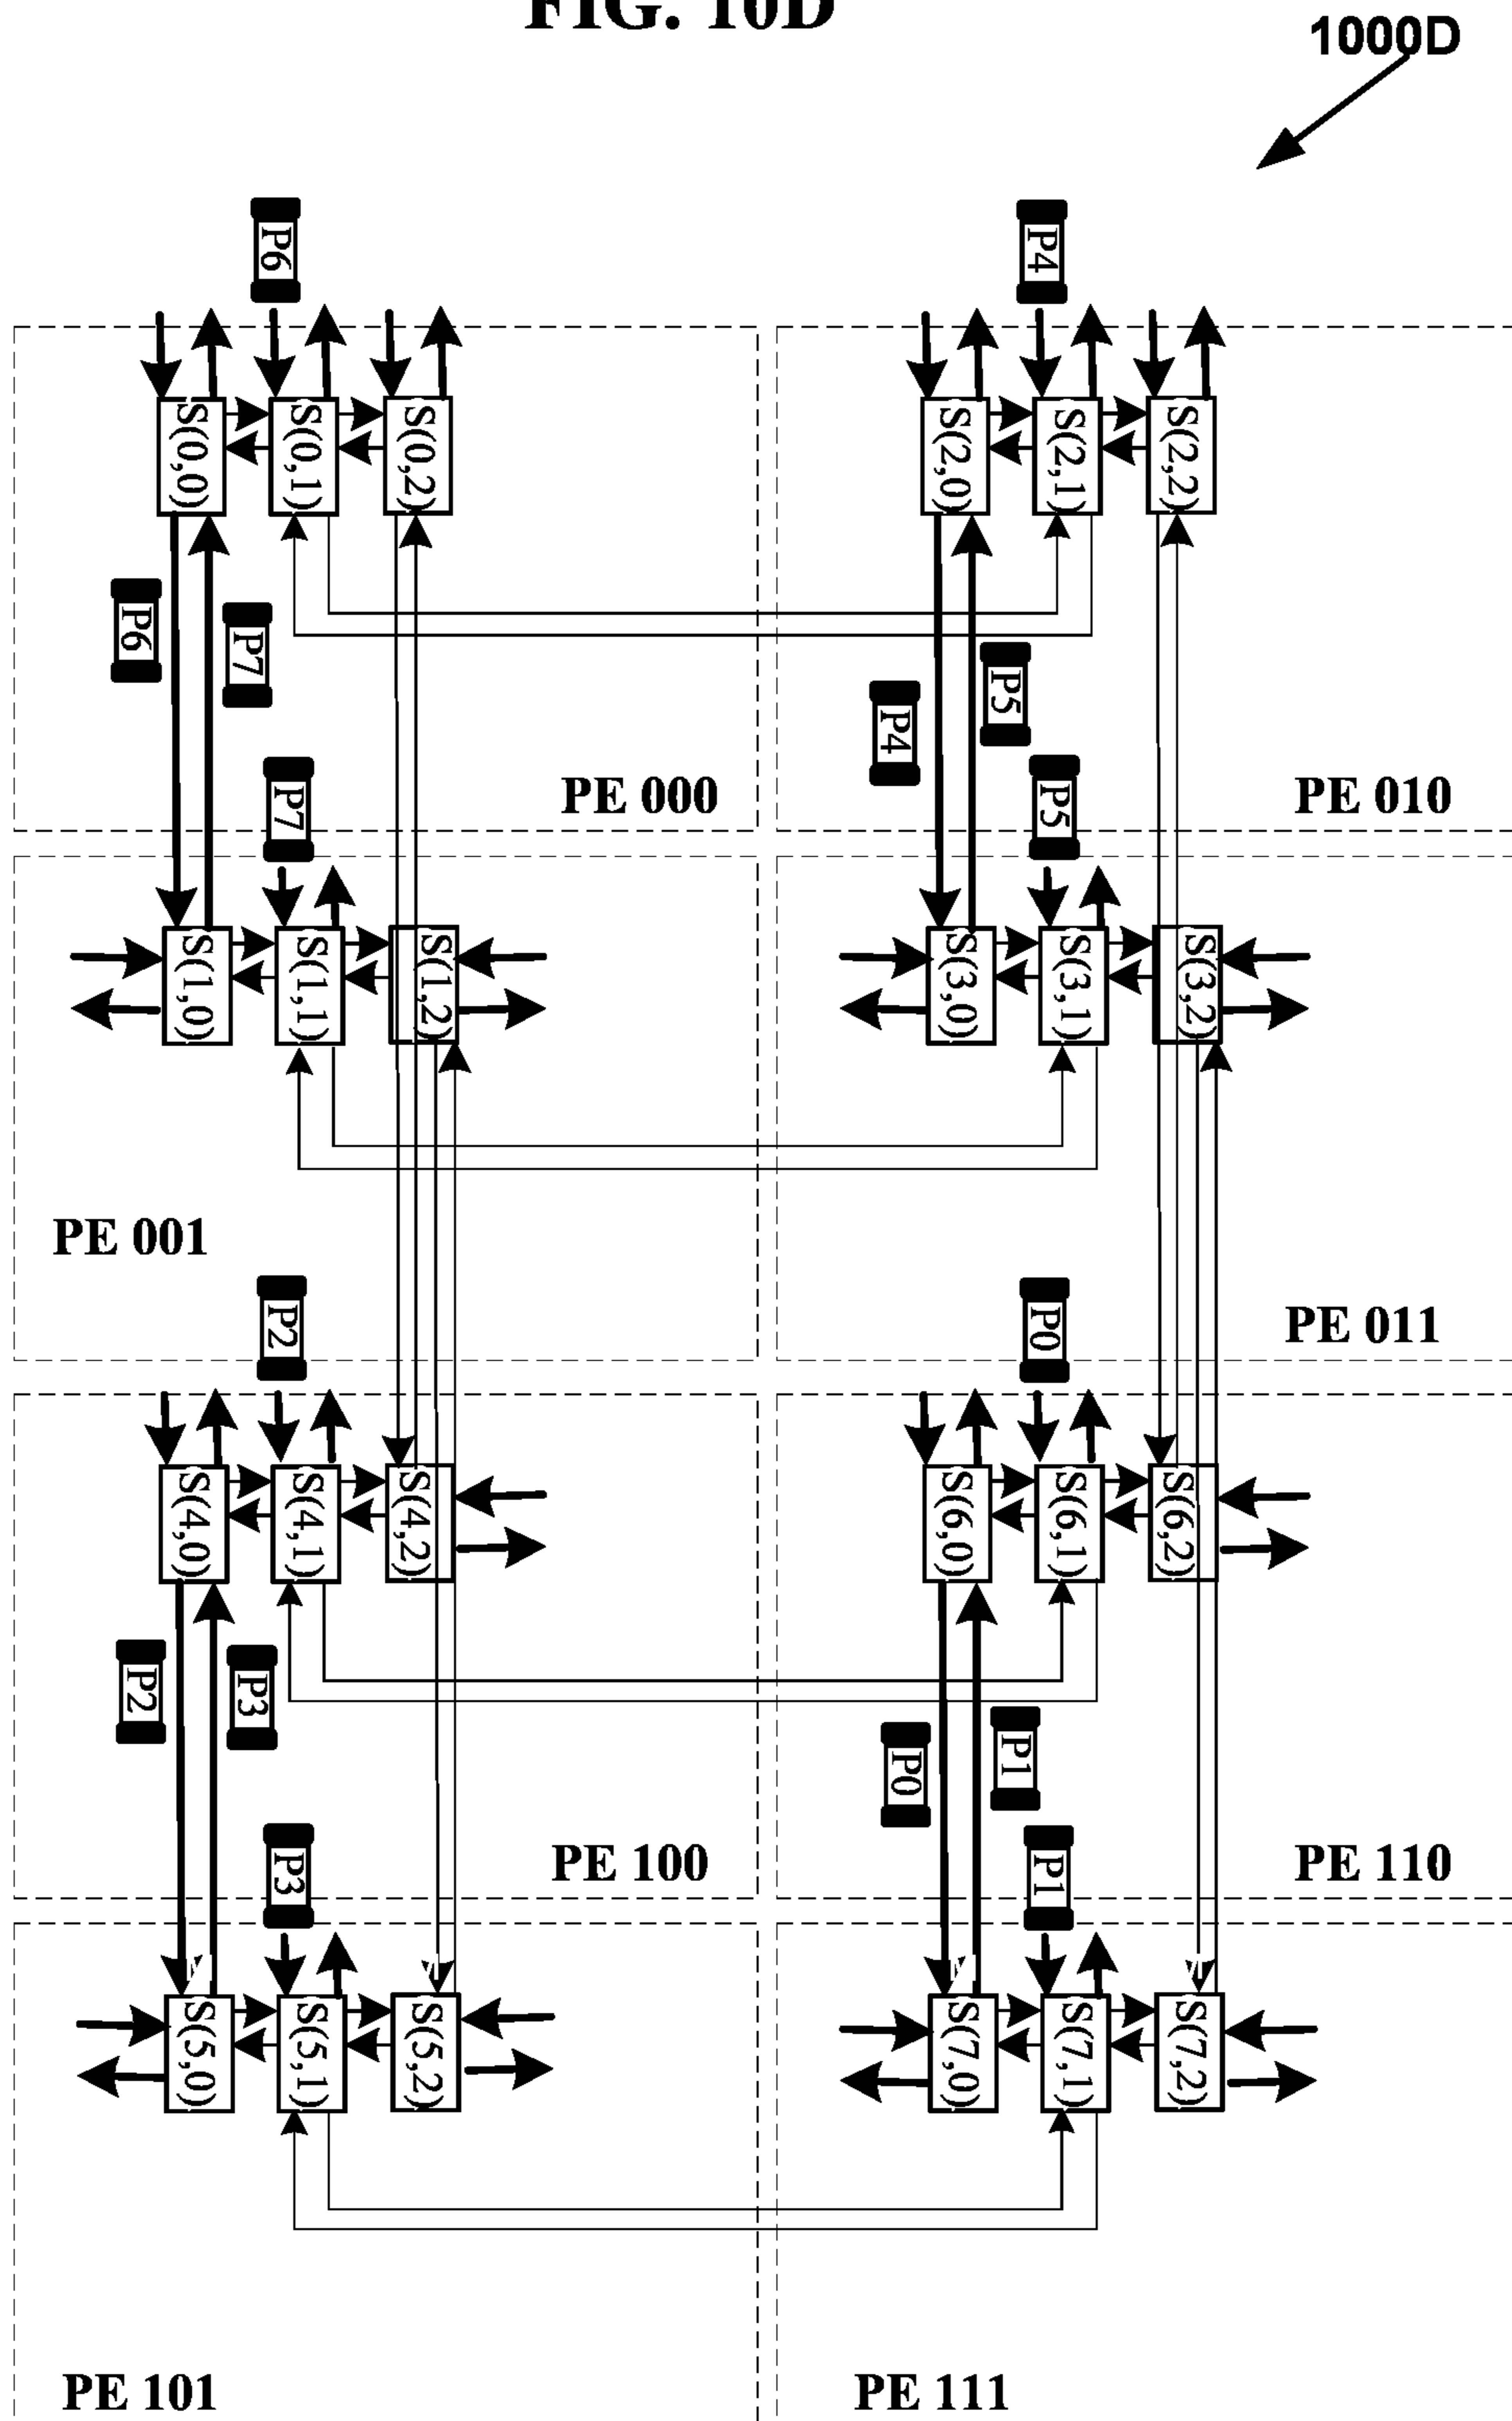 FIG. 10D
1000D
P6
P4
S(0,0)
S(0,1)
S(0,2)
S(2,0)
S(2,1)
S(2,2)
P6
P7
P4
P5
P7
P5
PE 000
PE 010
S(1,0)
S(1,1)
S(1,2)
S(3,0)
S(3,1)
S(3,2)
PE 001
PE 011
P2
P0
S(4,0)
S(4,1)
S(4,2)
S(6,0)
S(6,1)
S(6,2)
P2
P3
P0
P1
P3
P1
PE 100
PE 110
S(5,0)
S(5,1)
S(5,2)
S(7,0)
S(7,1)
S(7,2)
PE 101
PE 111